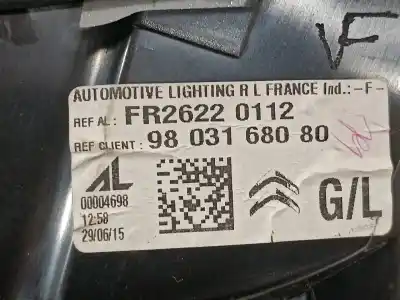 VF
AUTOMOTIVE LIGHTING R L FRANCE Ind.: -F-
REF AL: FR2622 0112
REF CLIENT: 98 031 680 80
AL
00004698
12:58
29/06/15
G/L